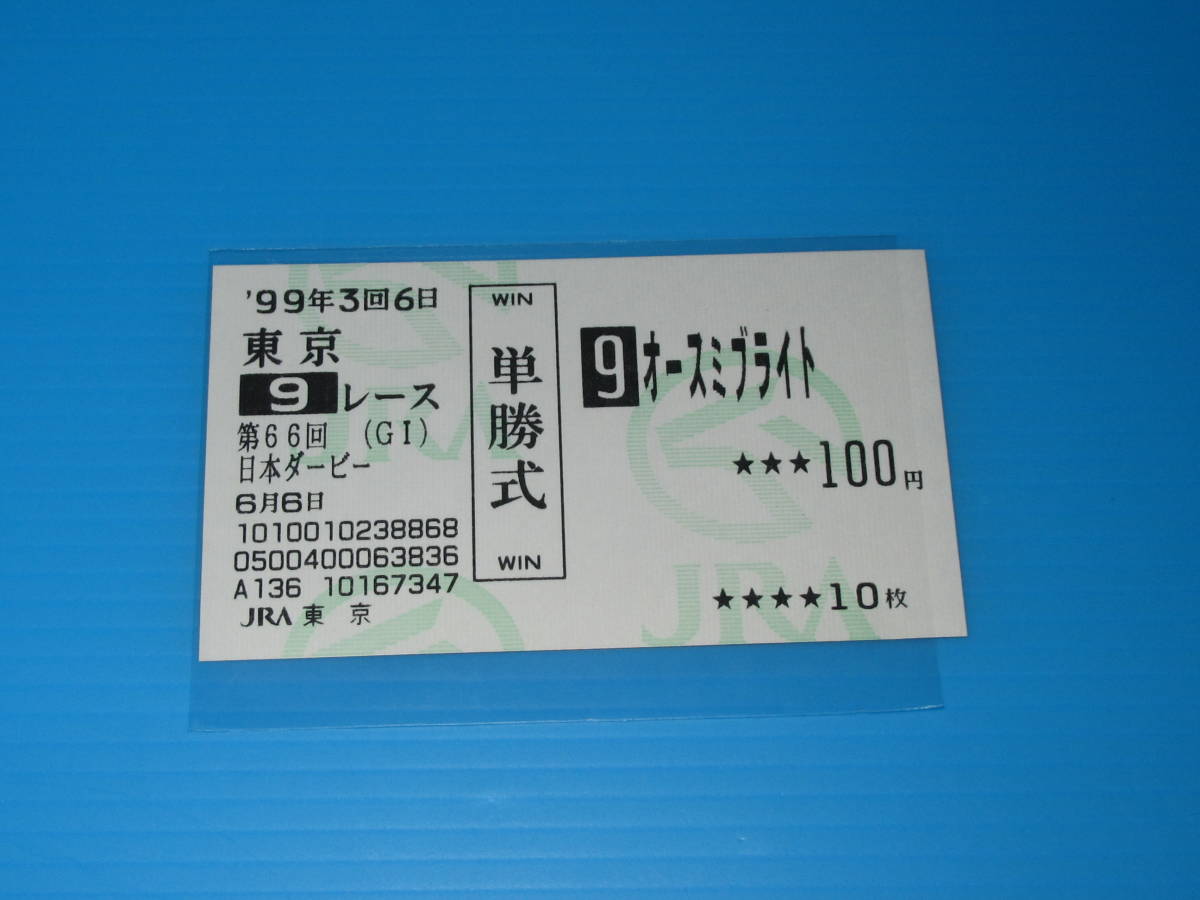 '99年3回6日
東京
9レース
第66回 (GI)
日本ダービー
6月6日
1010010238868
0500400063836
A136 10167347
JRA 東 京
WIN
単勝式
WIN
9オースミブライト
★★★100円
★★★★10枚
JRA
JRA